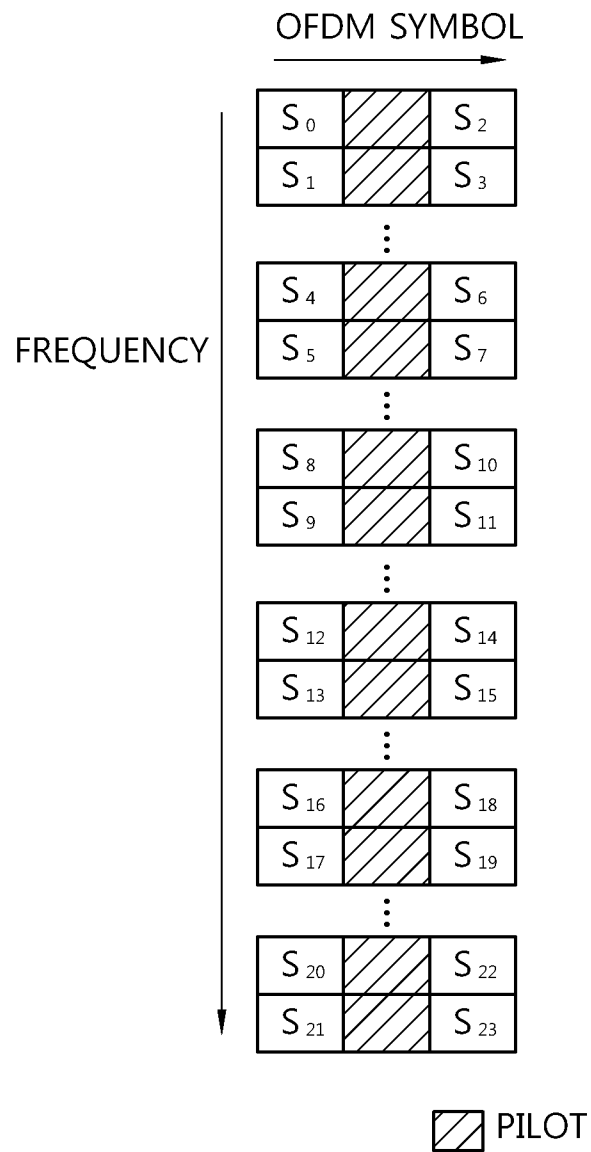 OFDM SYMBOL
S0 S2
S1 S3
S4 S6
FREQUENCY
S5 S7
S8 S10
S9 S11
S12 S14
S13 S15
S16 S18
S17 S19
S20 S22
S21 S23
PILOT